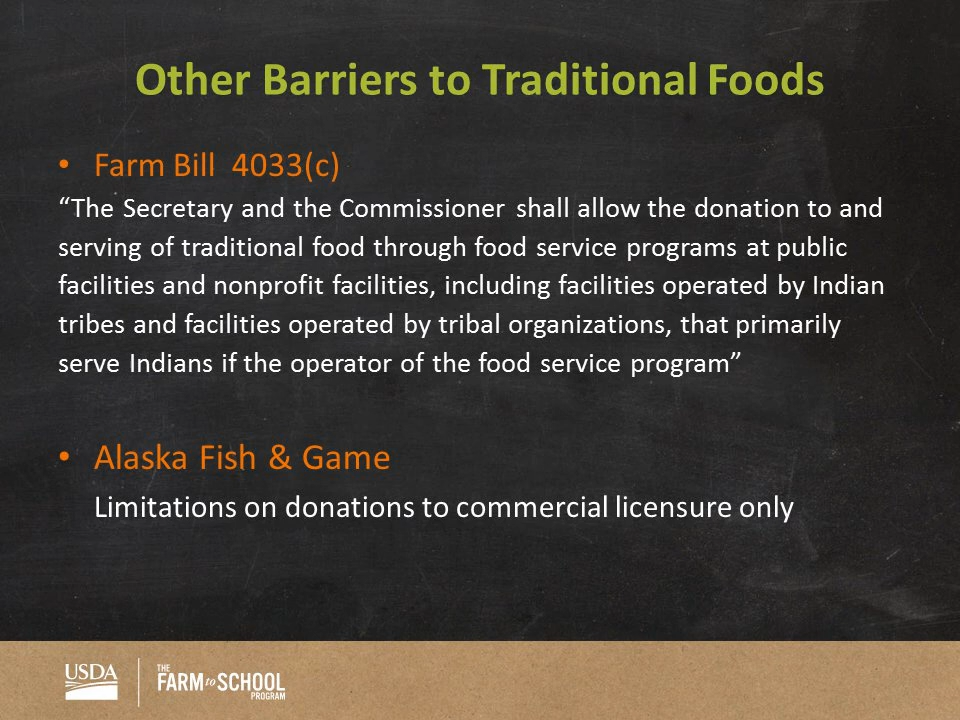 Other Barriers to Traditional Foods
• Farm Bill  4033(c)
“The Secretary and the Commissioner shall allow the donation to and
serving of traditional food through food service programs at public
facilities and nonprofit facilities, including facilities operated by Indian
tribes and facilities operated by tribal organizations, that primarily
serve Indians if the operator of the food service program”
• Alaska Fish & Game
Limitations on donations to commercial licensure only
USDA
THE
FARM to SCHOOL
PROGRAM